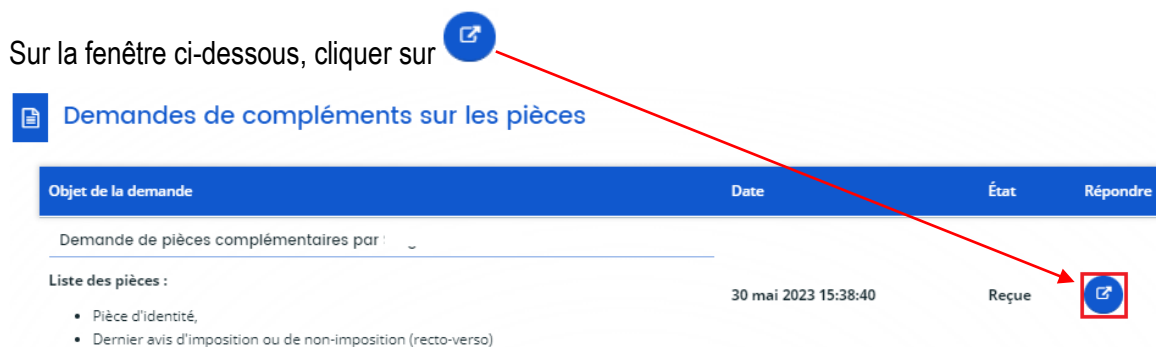 Sur la fenêtre ci-dessous, cliquer sur
Demandes de compléments sur les pièces
Objet de la demande Date État Répondre
Demande de pièces complémentaires par
Liste des pièces :
30 mai 2023 15:38:40 Reçue
• Pièce d'identité,
• Dernier avis d'imposition ou de non-imposition (recto-verso)